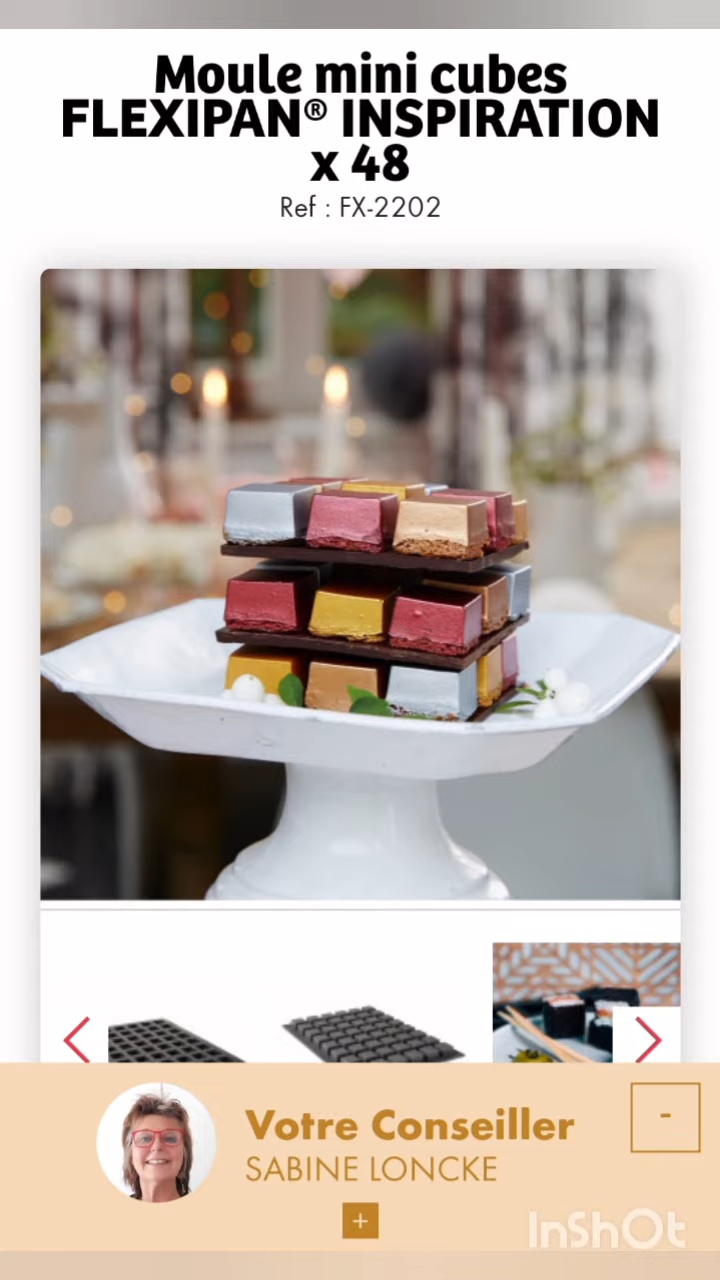 Moule mini cubes
FLEXIPAN® INSPIRATION
x 48
Ref : FX-2202
Votre Conseiller
SABINE LONCKE
-
+
InShOt